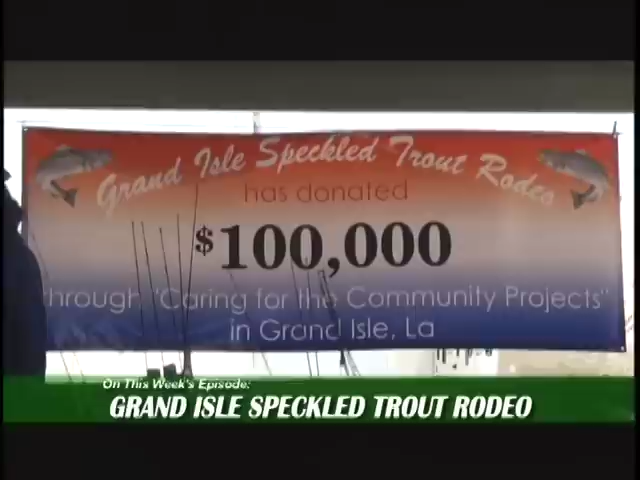 Grand Isle Speckled Trout Rodeo
has donated
$100,000
through "Caring for the Community Projects"
in Grand Isle, La
On This Week's Episode:
GRAND ISLE SPECKLED TROUT RODEO